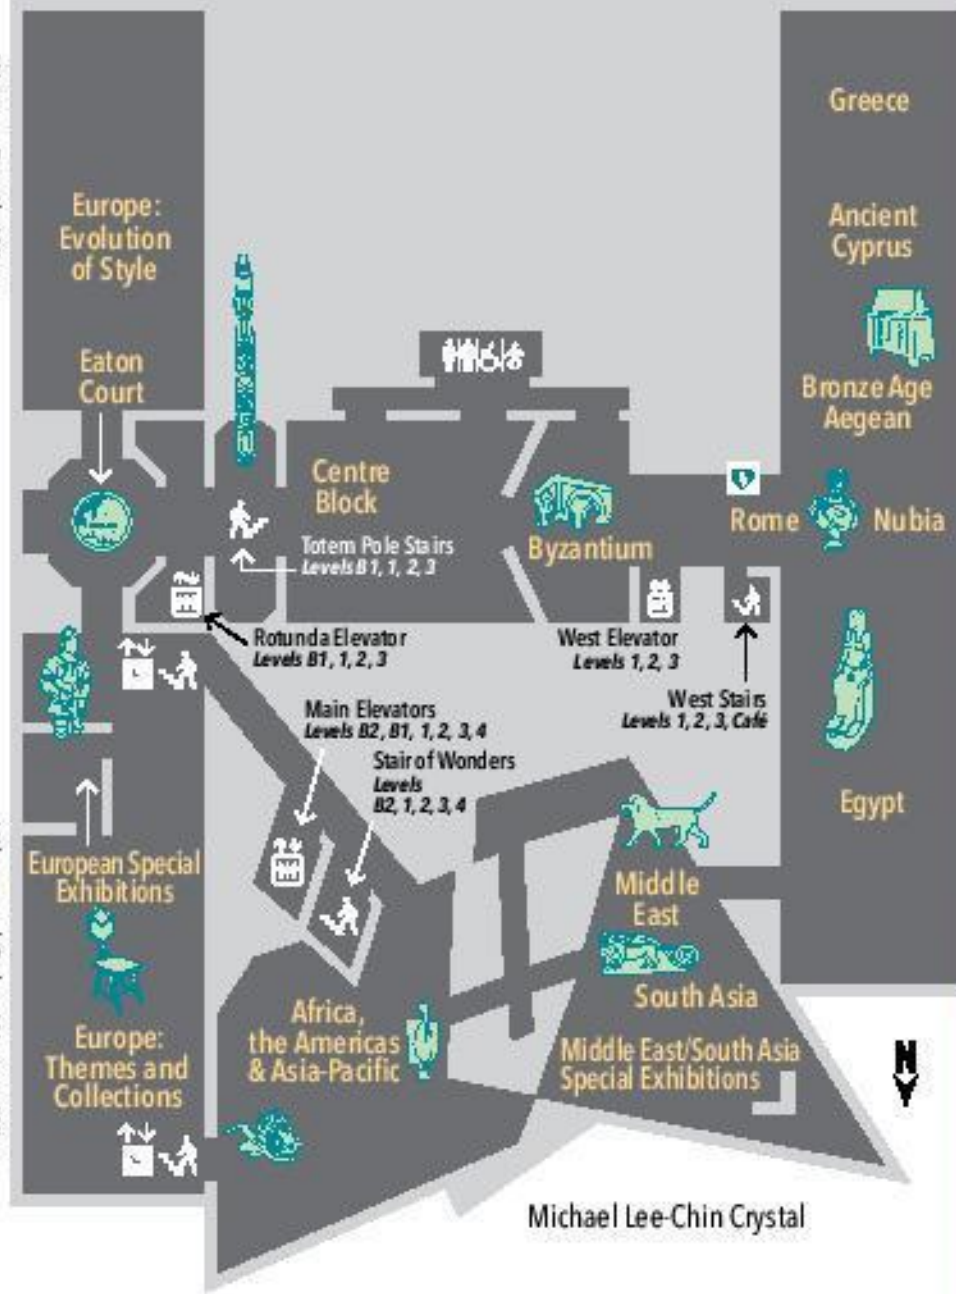 Greece
Europe:
Evolution
of Style
Ancient
Cyprus
Eaton
Court
Bronze Age
Aegean
Centre
Block
Rome
Nubia
Byzantium
Totem Pole Stairs
Levels B1, 1, 2, 3
Rotunda Elevator
Levels B1, 1, 2, 3
West Elevator
Levels 1, 2, 3
West Stairs
Levels 1, 2, 3, Café
Main Elevators
Levels B2, B1, 1, 2, 3, 4
Stair of Wonders
Levels
B2, 1, 2, 3, 4
Egypt
European Special
Exhibitions
Middle
East
South Asia
Africa,
the Americas
& Asia-Pacific
Europe:
Themes and
Collections
Middle East/South Asia
Special Exhibitions
N
Michael Lee-Chin Crystal